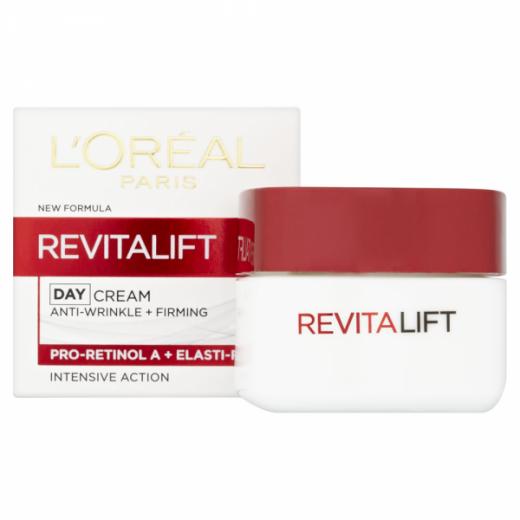 L'ORÉAL
PARIS
NEW FORMULA
REVITALIFT
DAY CREAM
ANTI-WRINKLE + FIRMING
PRO-RETINOL A + ELASTI-
INTENSIVE ACTION
REVITALIFT